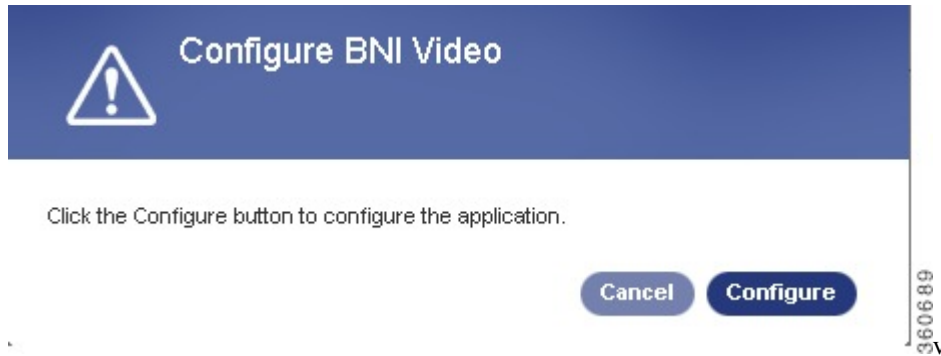 Configure BNI Video
Click the Configure button to configure the application.
Cancel
Configure
360689